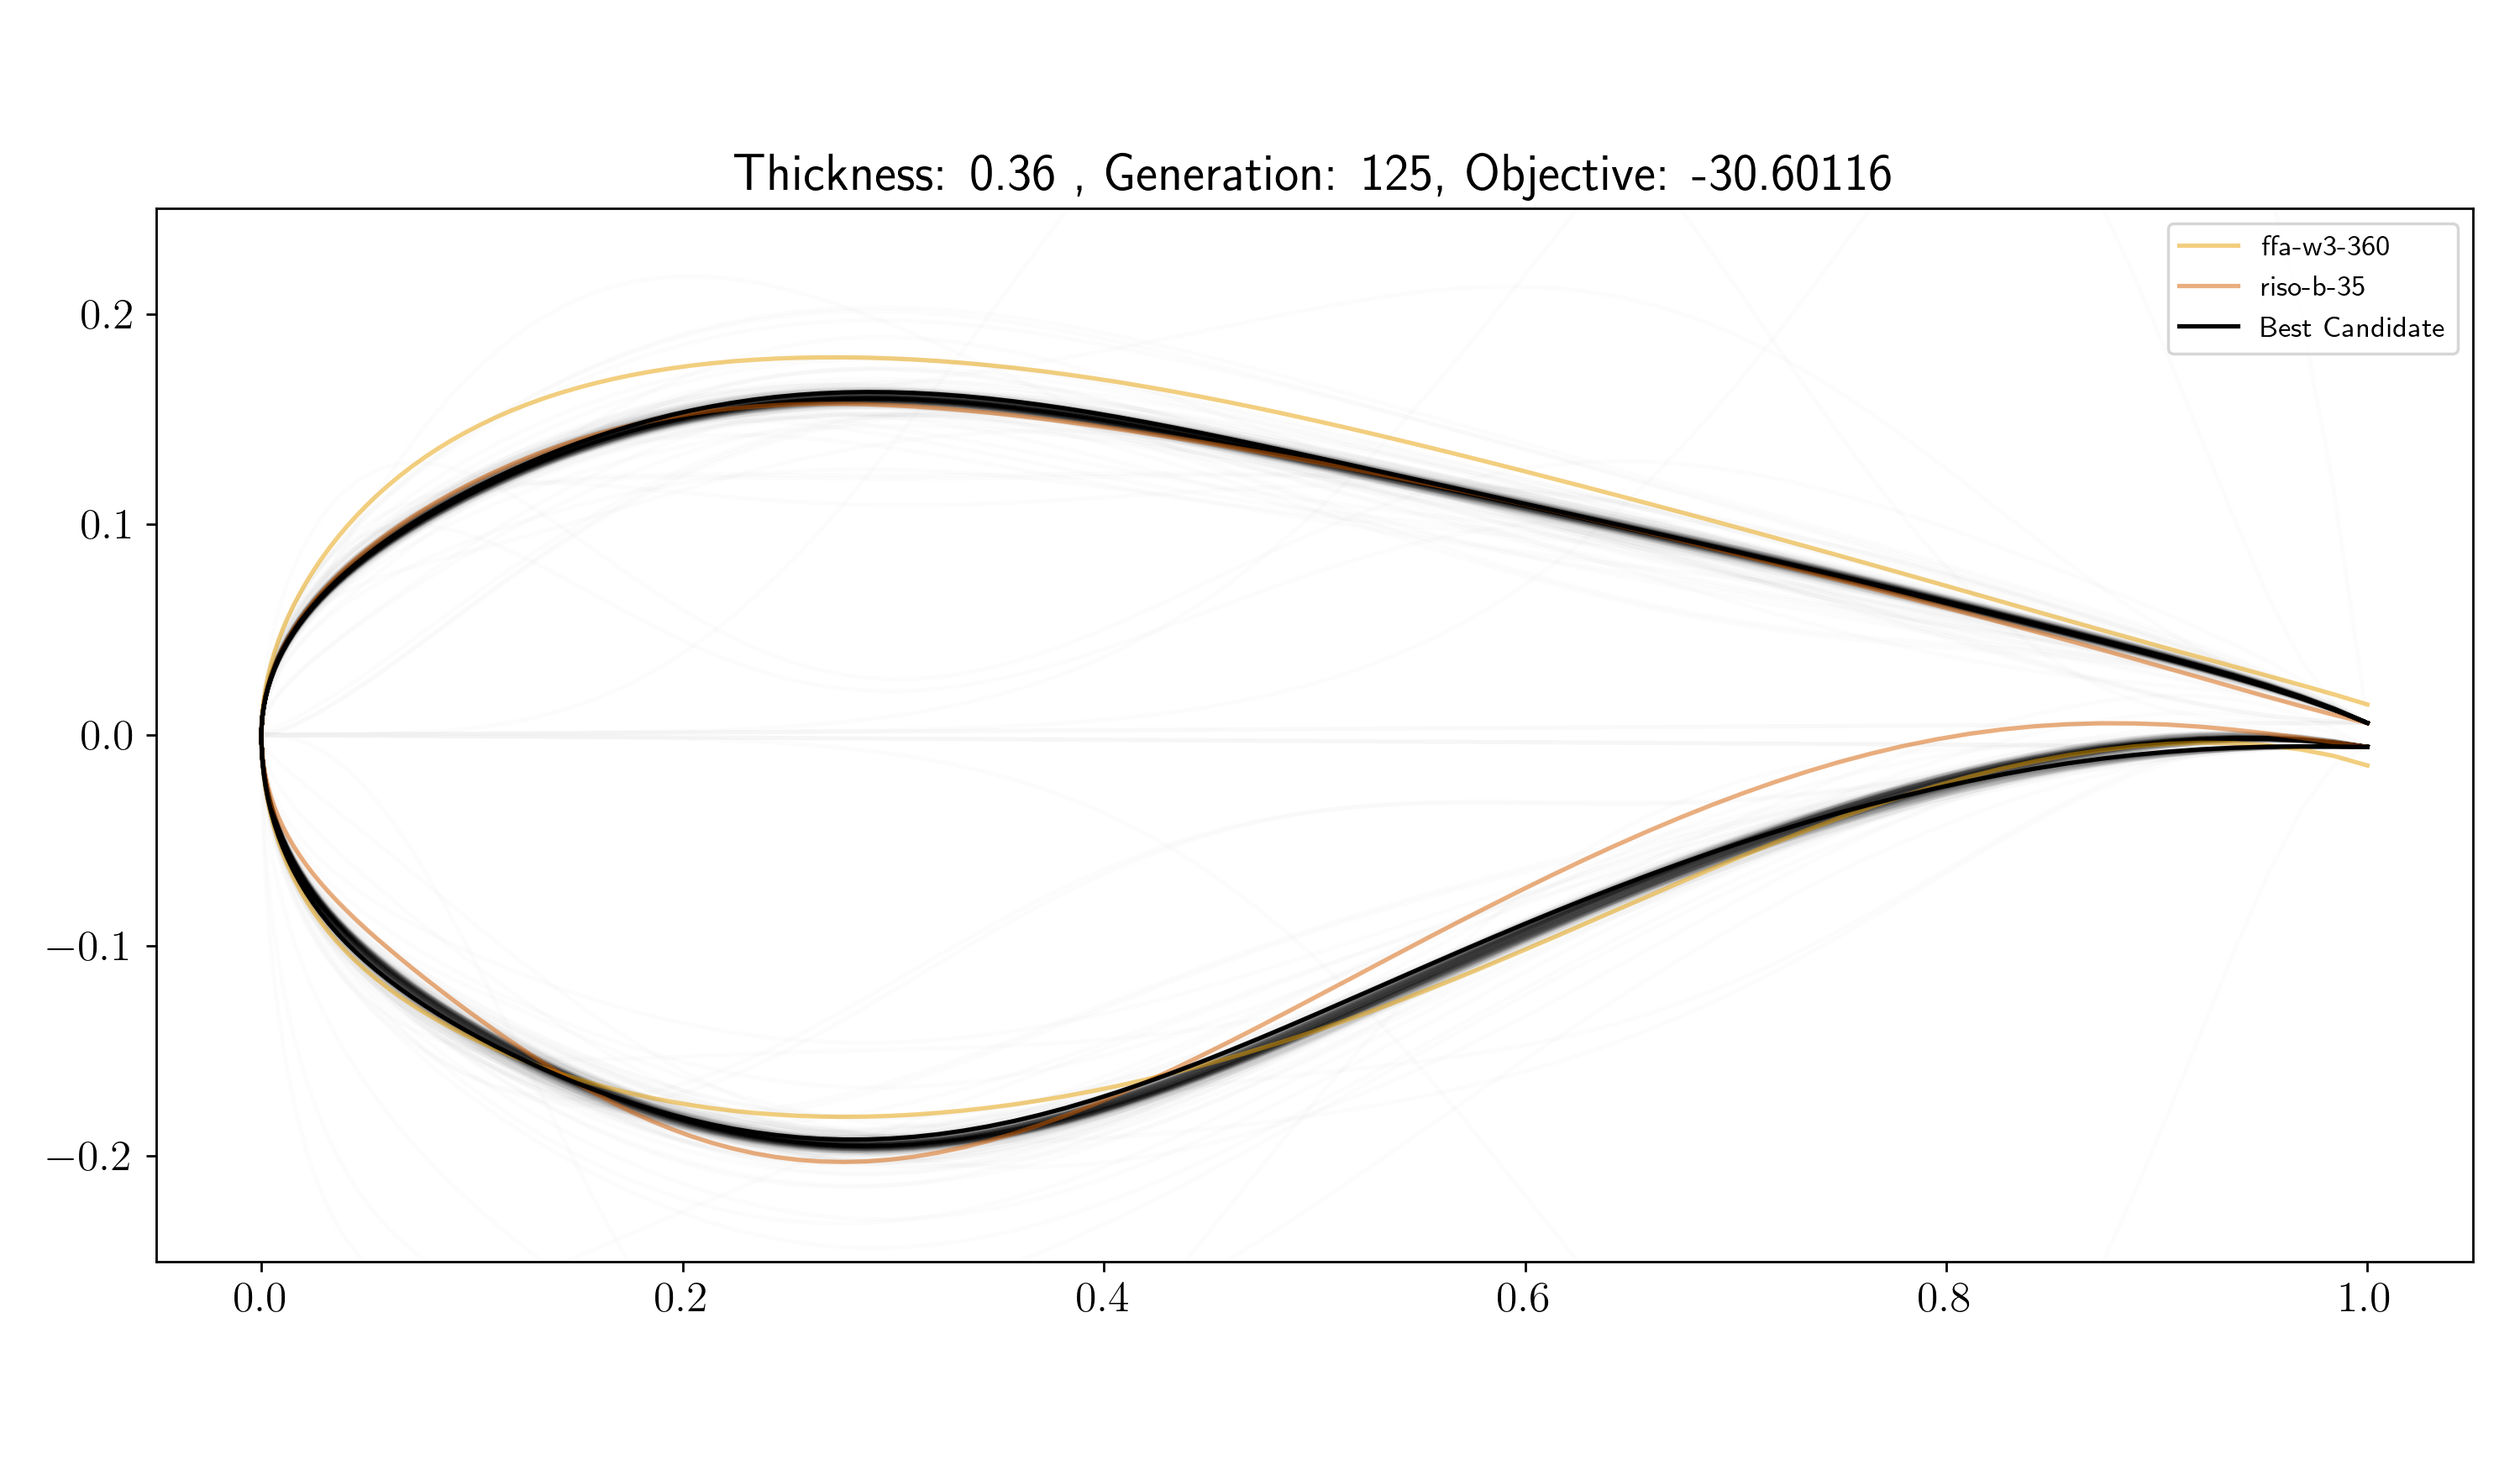 Thickness: 0.36 , Generation: 125, Objective: -30.60116
ffa-w3-360
riso-b-35
Best Candidate
0.2
0.1
0.0
−0.1
−0.2
0.0 0.2 0.4 0.6 0.8 1.0